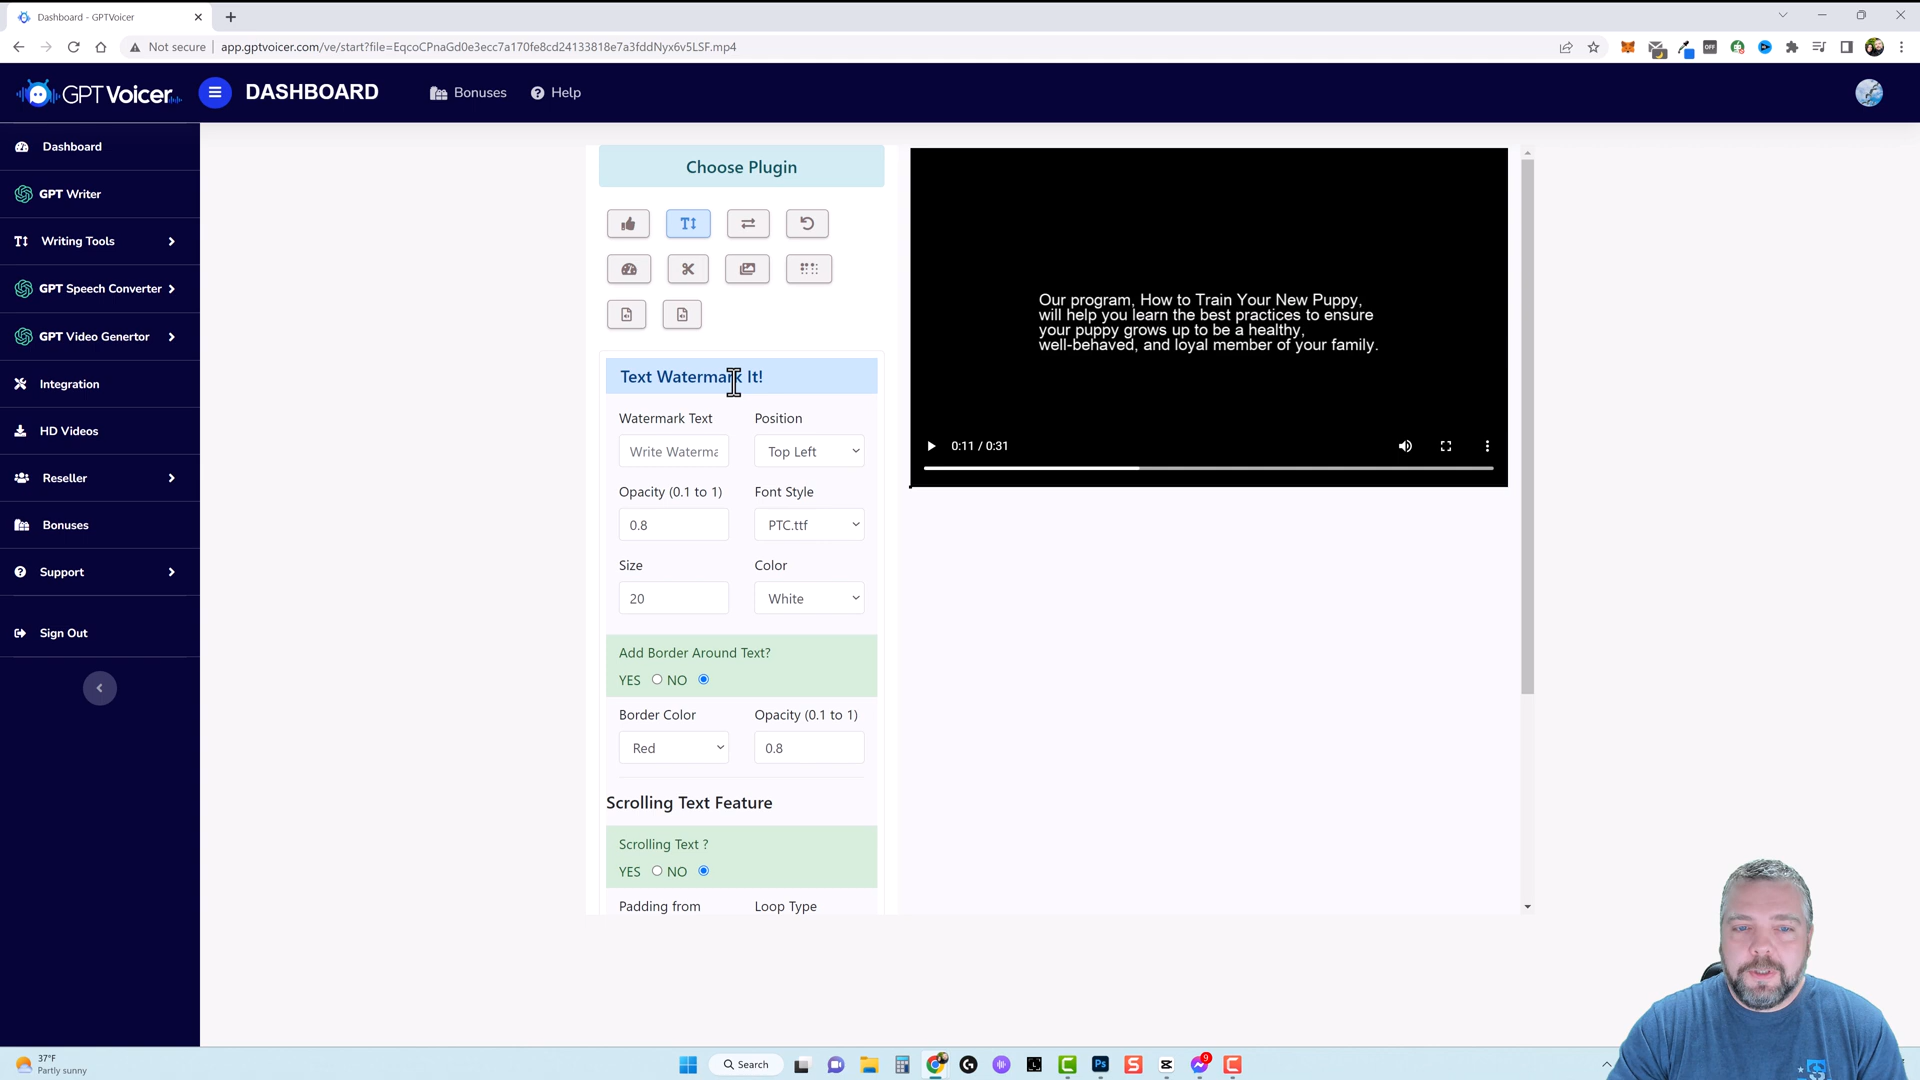 Dashboard - GPTVoicer
Not secure
app.gptvoicer.com/ve/start?file=EqcoCPnaGd0e3ecc7a170fe8cd24133818e7a3fddNyx6v5LSF.mp4
OFF
GPTVoicer
DASHBOARD
Bonuses
Help
Dashboard
GPT Writer
Writing Tools
GPT Speech Converter
GPT Video Genertor
Integration
HD Videos
Reseller
Bonuses
Support
Sign Out
Choose Plugin
Text Watermark It!
Watermark Text
Position
Write Waterma
Top Left
Opacity (0.1 to 1)
Font Style
0.8
PTC.ttf
Size
Color
20
White
Add Border Around Text?
YES NO
Border Color
Opacity (0.1 to 1)
Red
0.8
Scrolling Text Feature
Scrolling Text ?
YES NO
Padding from
Loop Type
Our program, How to Train Your New Puppy,
will help you learn the best practices to ensure
your puppy grows up to be a healthy,
well-behaved, and loyal member of your family.
0:11 / 0:31
37°F
Partly sunny
Search
Ps
9